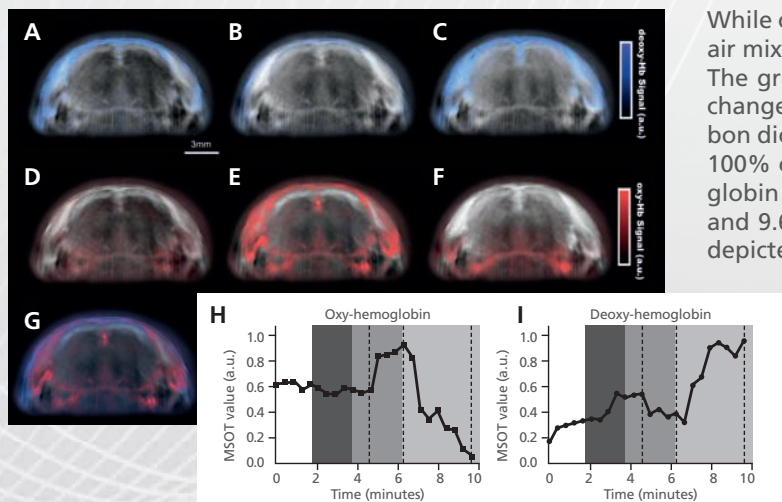 While
air mix
The gr
change
bon die
100%
globin
and 9.6
depicte
A
B
C
deoxy-Hb Signal (a.u.)
3mm
D
E
F
oxy-Hb Signal (a.u.)
G
H
Oxy-hemoglobin
MSOT value (a.u.)
1.0
0.8
0.6
0.4
0.2
0.0
0
2
4
6
8
10
Time (minutes)
I
Deoxy-hemoglobin
MSOT value (a.u.)
1.0
0.8
0.6
0.4
0.2
0.0
0
2
4
6
8
10
Time (minutes)